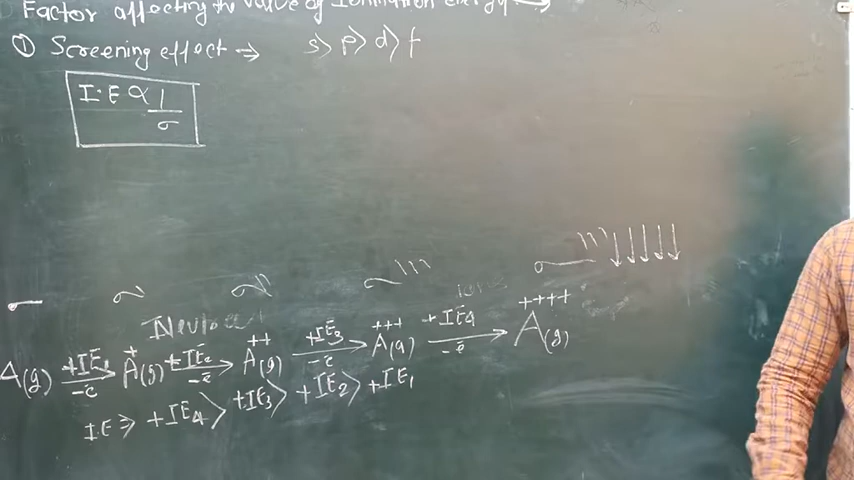 Factor affecting the value of Ionisation energy →
① Screening effect → s > p > d > f
I·E ∝ 1/σ
σ σ' σ'' σ''' σ''''
A(g) +IE₁ → -e̅ A⁺(g) +IE₂ → -e̅ A⁺⁺(g) +IE₃ → -e̅ A⁺⁺⁺(g) +IE₄ → -e̅ A⁺⁺⁺⁺(g)
IE ⇒ +IE₄ > +IE₃ > +IE₂ > +IE₁